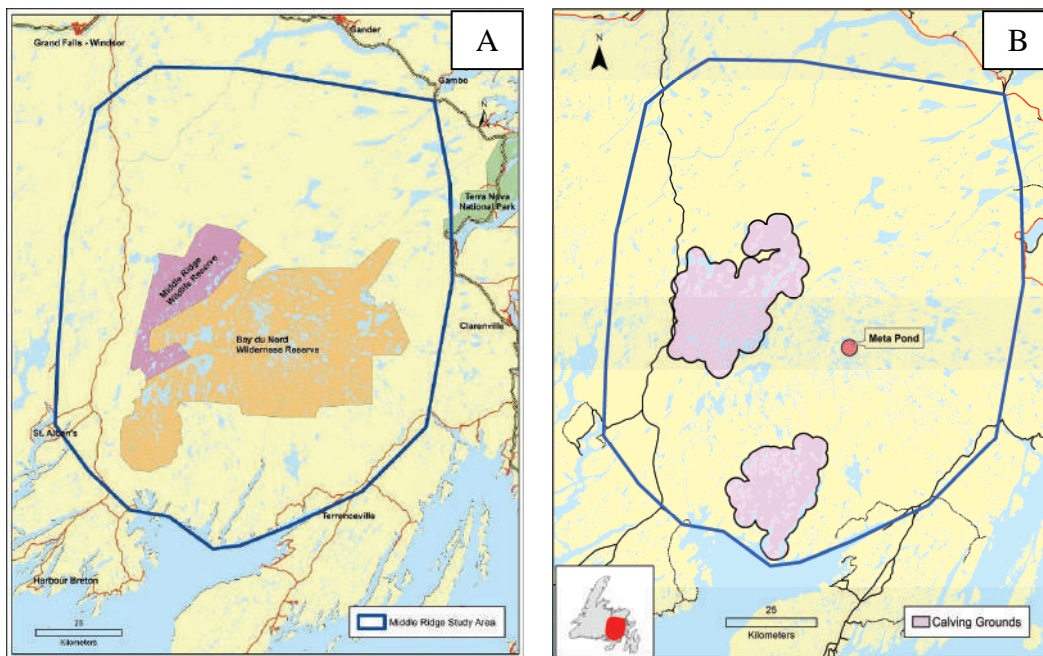 A
Grand Falls - Windsor
Gander
Gambo
N
Terra Nova
National Park
Middle Ridge
Wildlife Reserve
Bay du Nord
Wilderness Reserve
Clarenville
St. Alban's
Terrenceville
Harbour Breton
25
Kilometers
Middle Ridge Study Area
B
N
Meta Pond
25
Kilometers
Calving Grounds